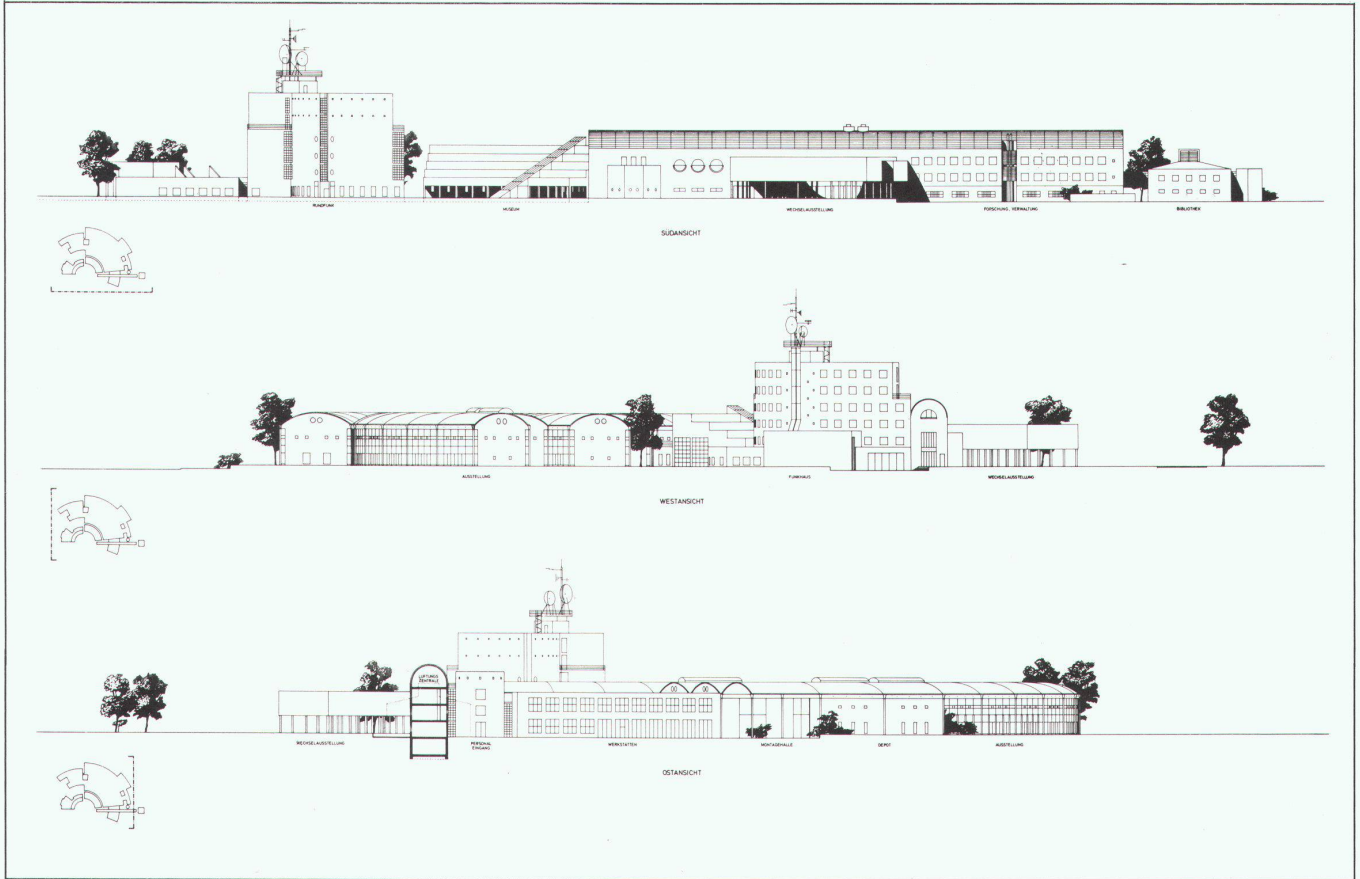 RUNDFUNK
MUSEUM
WECHSELAUSSTELLUNG
FORSCHUNG, VERWALTUNG
BIBLIOTHEK
SÜDANSICHT
AUSSTELLUNG
FUNKHAUS
WECHSELAUSSTELLUNG
WESTANSICHT
LÜFTUNGS
ZENTRALE
WECHSELAUSSTELLUNG
PERSONAL
EINGANG
WERKSTÄTTEN
MONTAGEHALLE
DEPOT
AUSSTELLUNG
OSTANSICHT